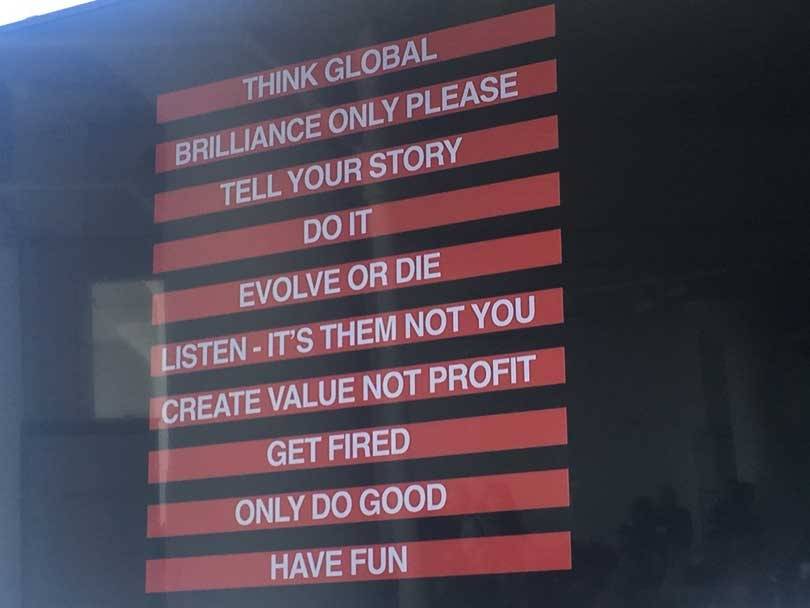 THINK GLOBAL
BRILLIANCE ONLY PLEASE
TELL YOUR STORY
DO IT
EVOLVE OR DIE
LISTEN - IT'S THEM NOT YOU
CREATE VALUE NOT PROFIT
GET FIRED
ONLY DO GOOD
HAVE FUN